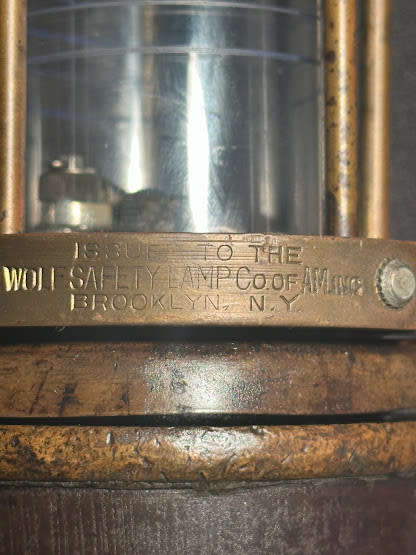 ISSUE TO THE
WOLF SAFETY LAMP CO. OF AM. INC.
BROOKLYN, N.Y.